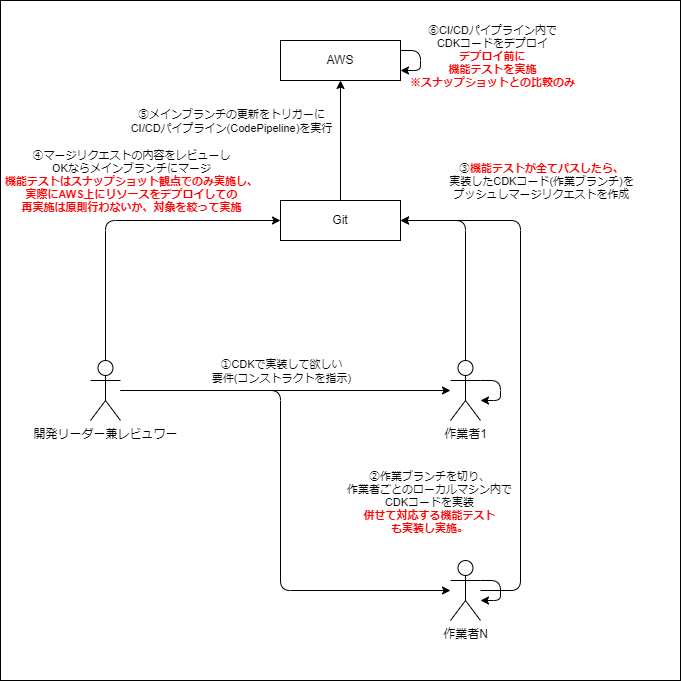 ⑥CI/CDパイプライン内で
CDKコードをデプロイ
デプロイ前に
機能テストを実施
※スナップショットとの比較のみ
AWS
⑤メインブランチの更新をトリガーに
CI/CDパイプライン(CodePipeline)を実行
④マージリクエストの内容をレビューし
OKならメインブランチにマージ
機能テストはスナップショット観点でのみ実施し、
実際にAWS上にリソースをデプロイしての
再実施は原則行わないか、対象を絞って実施
③機能テストが全てパスしたら、
実装したCDKコード(作業ブランチ)を
プッシュしマージリクエストを作成
Git
①CDKで実装して欲しい
要件(コンストラクトを指示)
開発リーダー兼レビュワー
作業者1
②作業ブランチを切り、
作業者ごとのローカルマシン内で
CDKコードを実装
併せて対応する機能テスト
も実装し実施。
作業者N